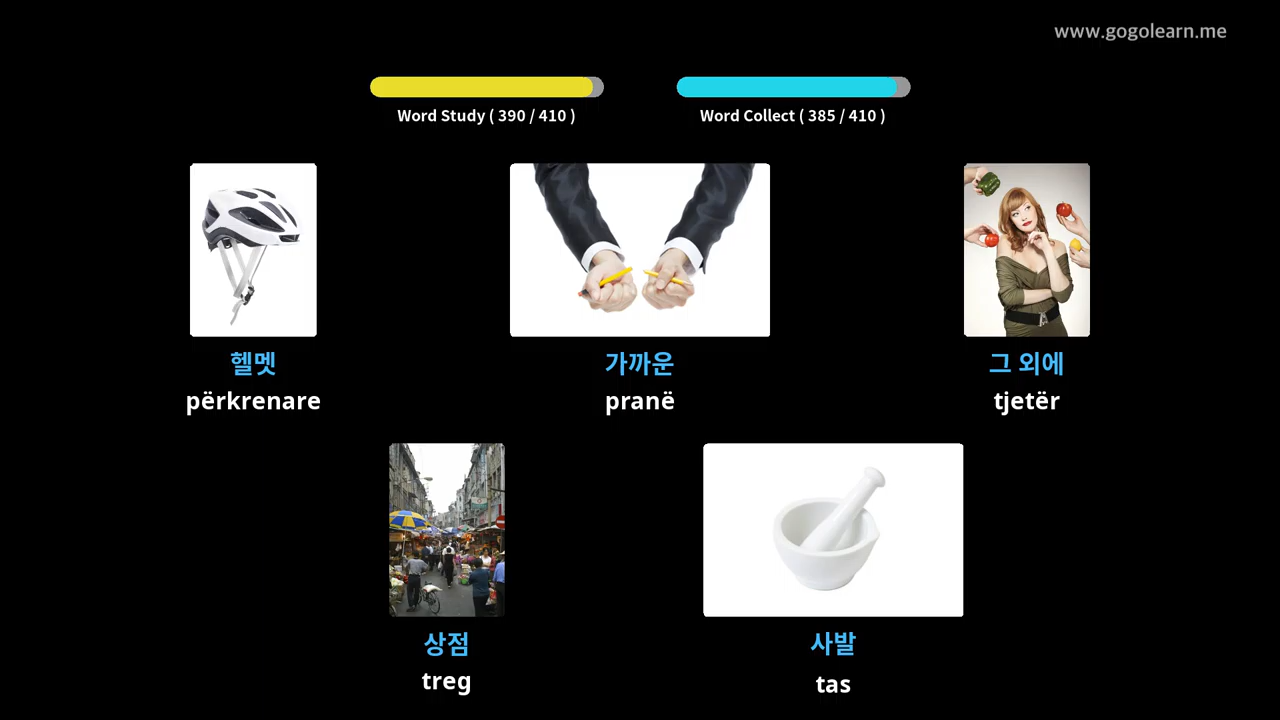 www.gogolearn.me
Word Study ( 390 / 410 )
Word Collect ( 385 / 410 )
헬멧
përkrenare
가까운
pranë
그 외에
tjetër
상점
treg
사발
tas